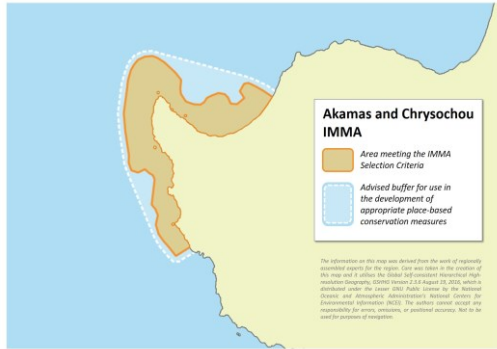 Akamas and Chrysochou
IMMA
Area meeting the IMMA
Selection Criteria
Advised buffer for use in
the development of
appropriate place-based
conservation measures
The information on this map was derived from the work of regionally
assembled experts for the region. Care was taken in the creation of
this map and it utilises the Global Self-consistent Hierarchical High-
resolution Geography, GSHHG Version 2.3.6 August 19, 2016, which is
distributed under the Lesser GNU Public License by the National
Oceanic and Atmospheric Administration's National Centers for
Environmental Information (NCEI). The authors cannot accept any
responsibility for errors, omissions, or positional accuracy. Not to be
used for purposes of navigation.